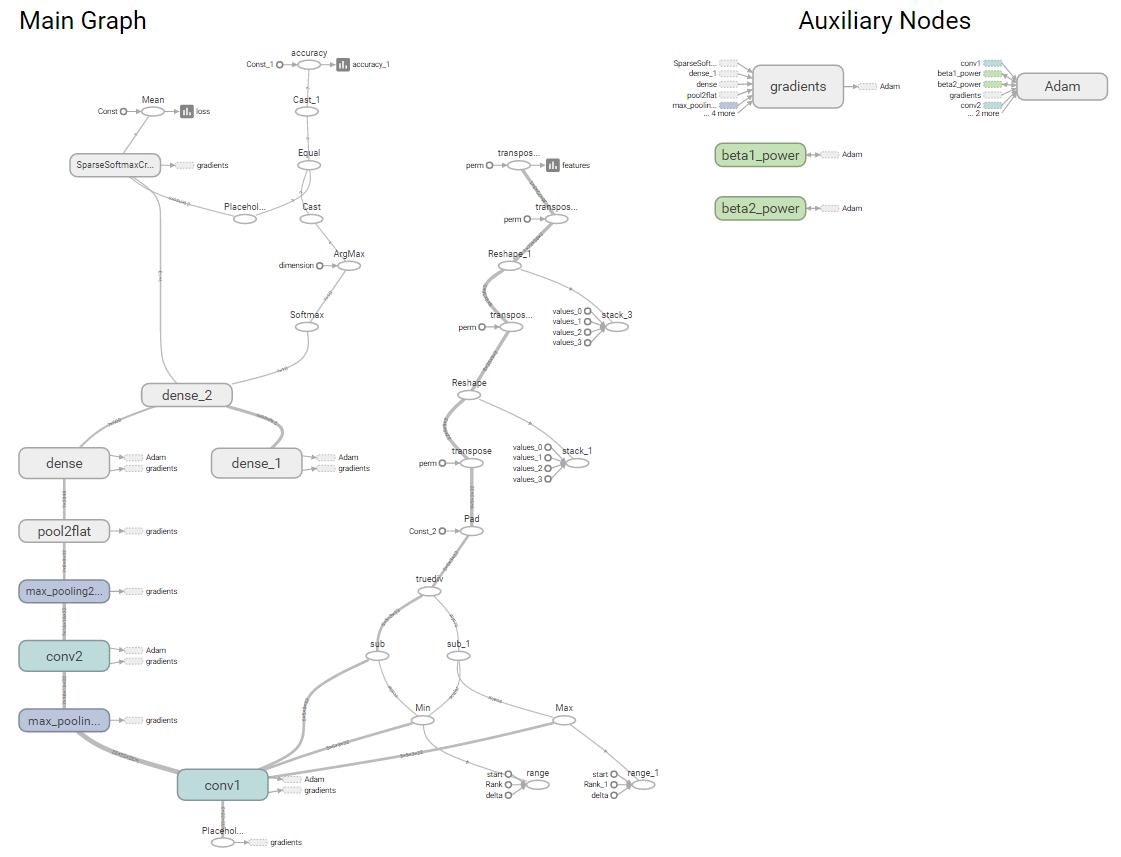 Main Graph
Auxiliary Nodes
accuracy
Const_1
accuracy_1
Mean
Const
loss
Cast_1
SparseSoftmaxCr...
gradients
Equal
Placehol...
Cast
ArgMax
dimension
Softmax
dense_2
dense
Adam
gradients
dense_1
Adam
gradients
pool2flat
gradients
max_pooling2...
gradients
conv2
Adam
gradients
max_poolin...
gradients
conv1
Adam
gradients
Placehol...
gradients
transpos...
perm
features
transpos...
perm
Reshape_1
transpos...
perm
values_0
values_1
values_2
values_3
stack_3
Reshape
transpose
perm
values_0
values_1
values_2
values_3
stack_1
Pad
Const_2
truediv
sub
sub_1
Min
Max
start
Rank
delta
range
start
Rank_1
delta
range_1
SparseSoft...
dense_1
dense
pool2flat
max_poolin...
... 4 more
gradients
Adam
conv1
beta1_power
beta2_power
gradients
conv2
... 2 more
Adam
beta1_power
Adam
beta2_power
Adam